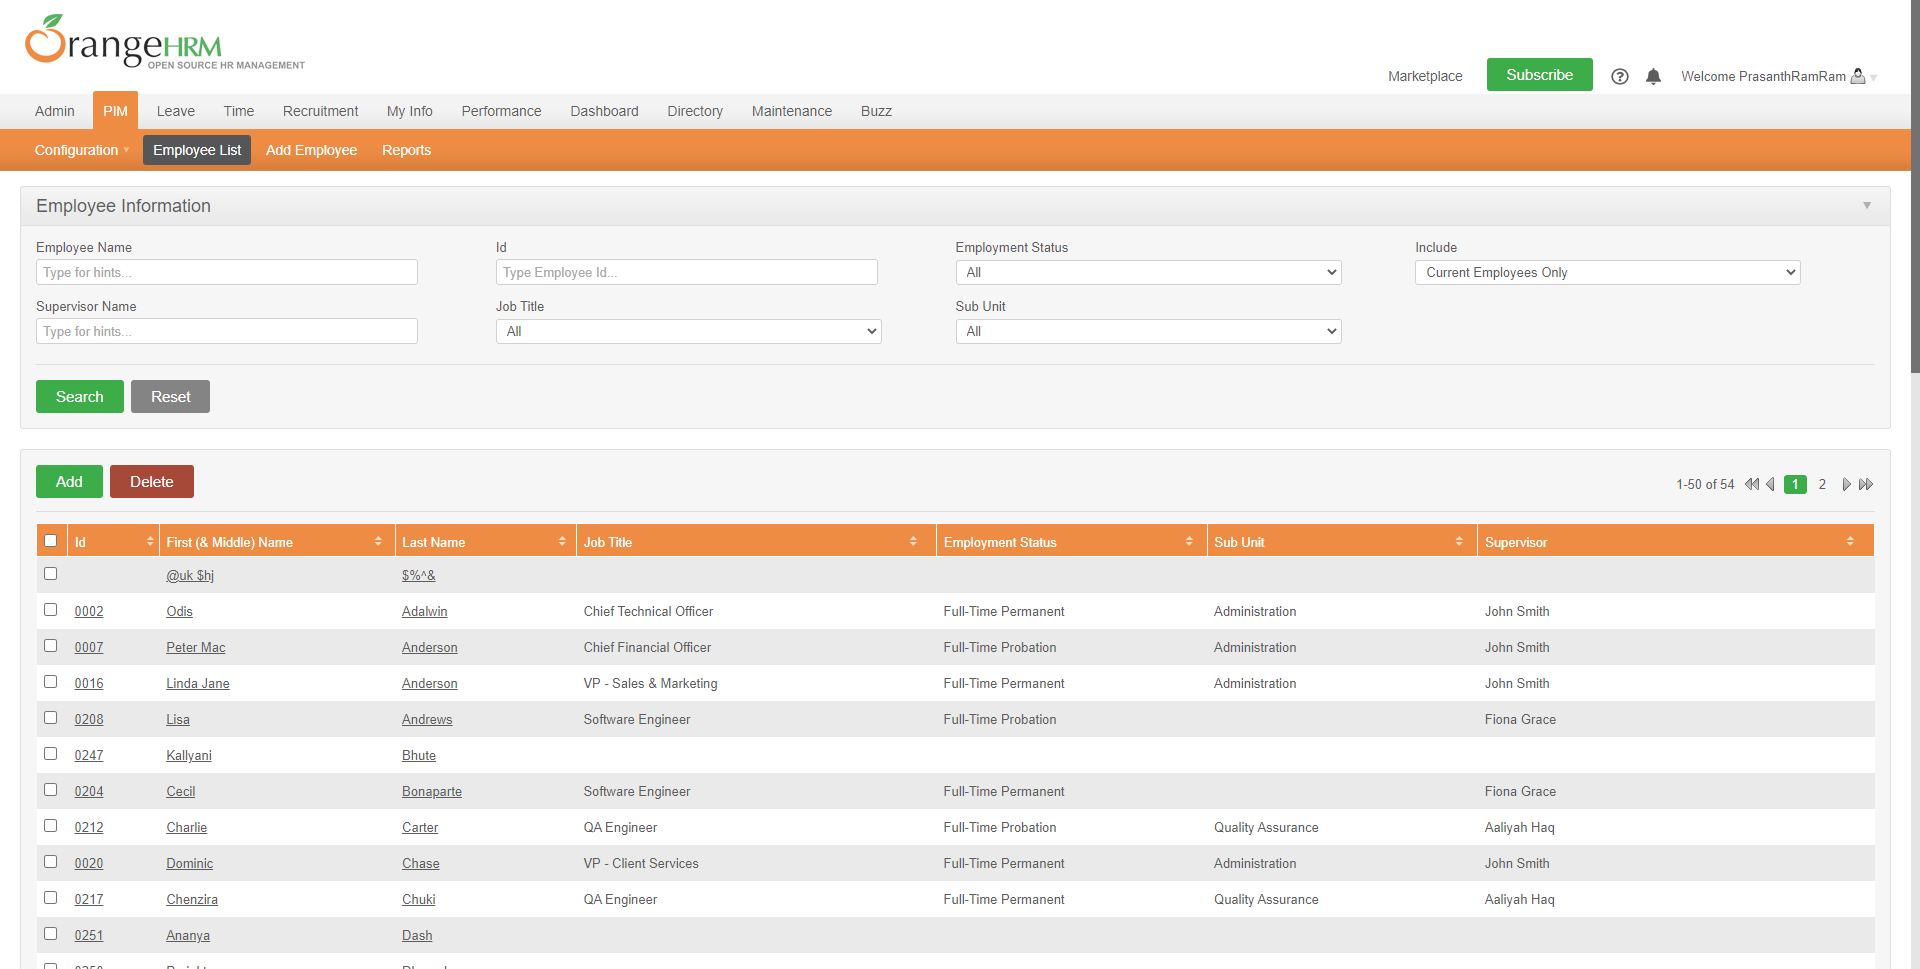 OrangeHRM
OPEN SOURCE HR MANAGEMENT
Marketplace Subscribe Welcome PrasanthRamRam
Admin PIM Leave Time Recruitment My Info Performance Dashboard Directory Maintenance Buzz
Configuration Employee List Add Employee Reports
Employee Information
Employee Name Id Employment Status Include
Type for hints... Type Employee Id... All Current Employees Only
Supervisor Name Job Title Sub Unit
Type for hints... All All
Search Reset
Add Delete 1-50 of 54 1 2
Id First (& Middle) Name Last Name Job Title Employment Status Sub Unit Supervisor
@uk $hj $%^&
0002 Odis Adalwin Chief Technical Officer Full-Time Permanent Administration John Smith
0007 Peter Mac Anderson Chief Financial Officer Full-Time Probation Administration John Smith
0016 Linda Jane Anderson VP - Sales & Marketing Full-Time Permanent Administration John Smith
0208 Lisa Andrews Software Engineer Full-Time Probation Fiona Grace
0247 Kallyani Bhute
0204 Cecil Bonaparte Software Engineer Full-Time Permanent Fiona Grace
0212 Charlie Carter QA Engineer Full-Time Probation Quality Assurance Aaliyah Haq
0020 Dominic Chase VP - Client Services Full-Time Permanent Administration John Smith
0217 Chenzira Chuki QA Engineer Full-Time Permanent Quality Assurance Aaliyah Haq
0251 Ananya Dash